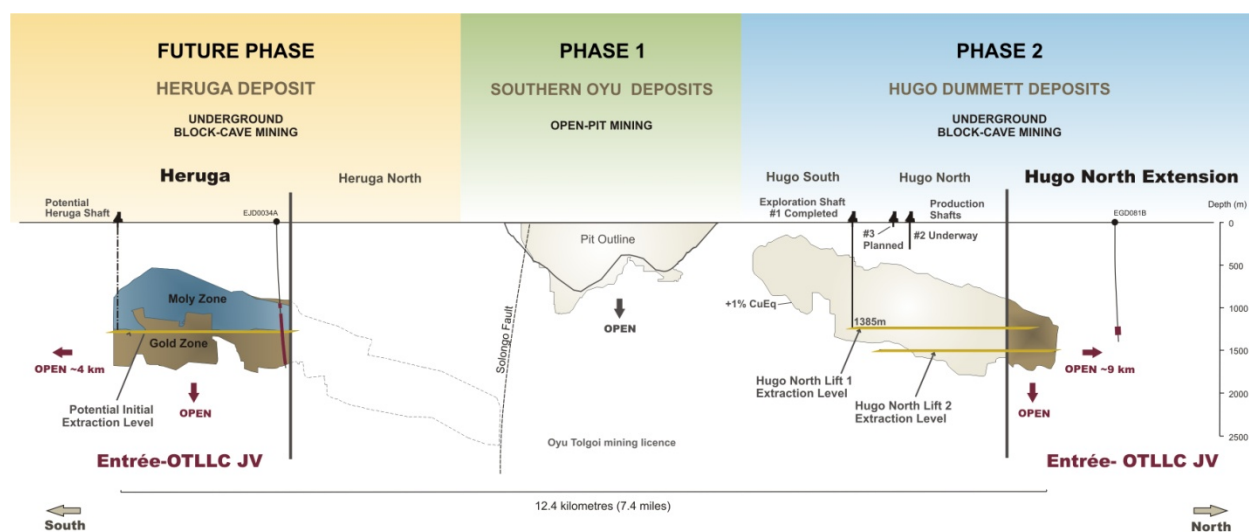 FUTURE PHASE
HERUGA DEPOSIT
UNDERGROUND
BLOCK-CAVE MINING
Heruga
Heruga North
Potential
Heruga Shaft
EJD0034A
Moly Zone
Gold Zone
OPEN ~4 km
OPEN
Potential Initial
Extraction Level
Entrée-OTLLC JV
PHASE 1
SOUTHERN OYU DEPOSITS
OPEN-PIT MINING
Pit Outline
Solongo Fault
OPEN
Oyu Tolgoi mining licence
PHASE 2
HUGO DUMMETT DEPOSITS
UNDERGROUND
BLOCK-CAVE MINING
Hugo South
Hugo North
Hugo North Extension
Exploration Shaft
#1 Completed
Production
Shafts
#3
Planned
#2 Underway
EGD081B
Depth (m)
0
500
1000
1500
2000
2500
+1% CuEq
1385m
OPEN ~9 km
OPEN
Hugo North Lift 1
Extraction Level
Hugo North Lift 2
Extraction Level
Entrée- OTLLC JV
12.4 kilometres (7.4 miles)
South
North